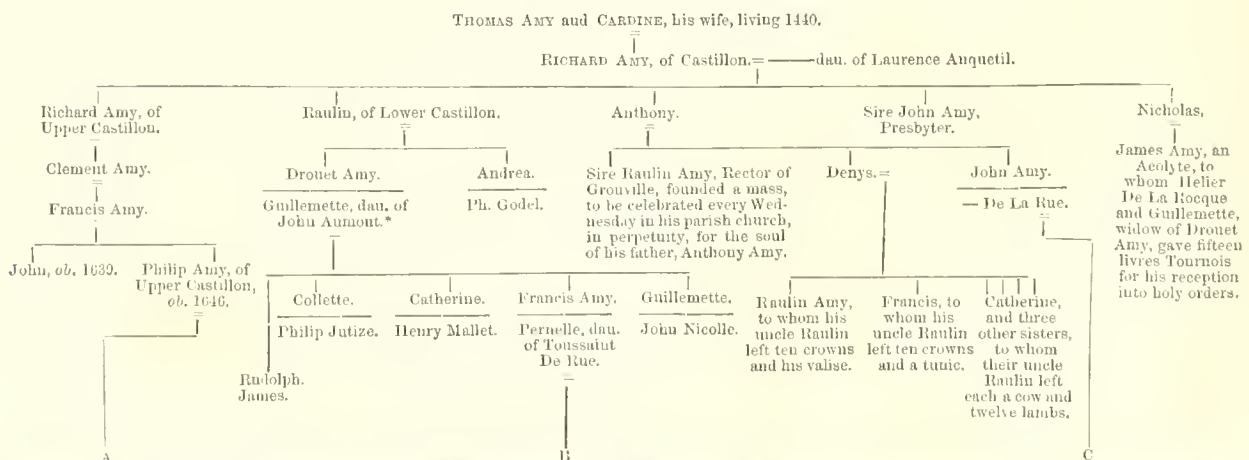 THOMAS AMY and CARDINE, his wife, living 1440.
RICHARD AMY, of Castillon.=——dau. of Laurence Anquetil.
Richard Amy, of
Upper Castillon.
Clement Amy.
Francis Amy.
John, ob. 1639.
Philip Amy, of
Upper Castillon,
ob. 1646.
A
Raulin, of Lower Castillon.
Drouet Amy.
Guillemette, dau. of
John Aumont.*
Andrea.
Ph. Godel.
Rudolph.
James.
Collette.
Philip Jutize.
Catherine.
Henry Mallet.
Francis Amy.
Pernelle, dau.
of Toussaint
De Rue.
B
Guillemette.
John Nicolle.
Anthony.
Sire Raulin Amy, Rector of
Grouville, founded a mass,
to be celebrated every Wed-
nesday in his parish church,
in perpetuity, for the soul
of his father, Anthony Amy.
Denys.=
Raulin Amy,
to whom his
uncle Raulin
left ten crowns
and his valise.
Francis, to
whom his
uncle Raulin
left ten crowns
and a tunic.
Catherine,
and three
other sisters,
to whom
their uncle
Raulin left
each a cow and
twelve lambs.
John Amy.
— De La Rue.
C
Sire John Amy,
Presbyter.
Nicholas,
James Amy, an
Acolyte, to
whom Helier
De La Rocque
and Guillemette,
widow of Drouet
Amy, gave fifteen
livres Tournois
for his reception
into holy orders.